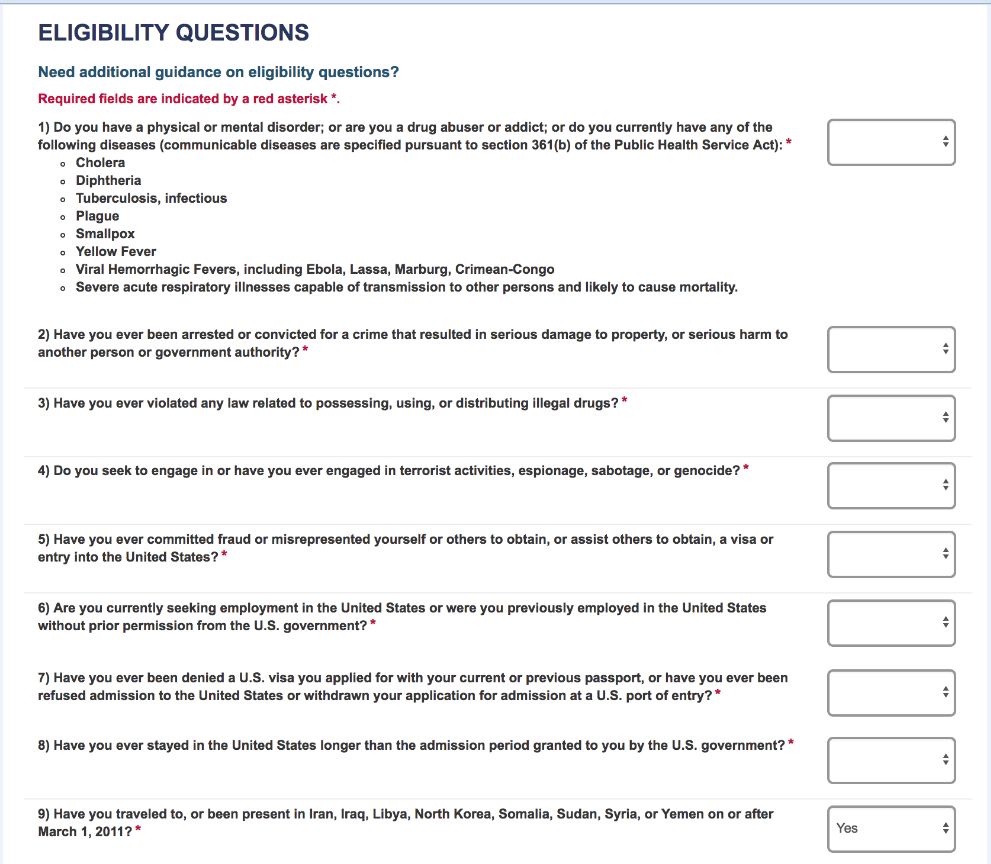 ELIGIBILITY QUESTIONS
Need additional guidance on eligibility questions?
Required fields are indicated by a red asterisk *.
1) Do you have a physical or mental disorder; or are you a drug abuser or addict; or do you currently have any of the
following diseases (communicable diseases are specified pursuant to section 361(b) of the Public Health Service Act): *
Cholera
Diphtheria
Tuberculosis, infectious
Plague
Smallpox
Yellow Fever
Viral Hemorrhagic Fevers, including Ebola, Lassa, Marburg, Crimean-Congo
Severe acute respiratory illnesses capable of transmission to other persons and likely to cause mortality.
2) Have you ever been arrested or convicted for a crime that resulted in serious damage to property, or serious harm to
another person or government authority? *
3) Have you ever violated any law related to possessing, using, or distributing illegal drugs? *
4) Do you seek to engage in or have you ever engaged in terrorist activities, espionage, sabotage, or genocide? *
5) Have you ever committed fraud or misrepresented yourself or others to obtain, or assist others to obtain, a visa or
entry into the United States? *
6) Are you currently seeking employment in the United States or were you previously employed in the United States
without prior permission from the U.S. government? *
7) Have you ever been denied a U.S. visa you applied for with your current or previous passport, or have you ever been
refused admission to the United States or withdrawn your application for admission at a U.S. port of entry? *
8) Have you ever stayed in the United States longer than the admission period granted to you by the U.S. government? *
9) Have you traveled to, or been present in Iran, Iraq, Libya, North Korea, Somalia, Sudan, Syria, or Yemen on or after
March 1, 2011? *
Yes